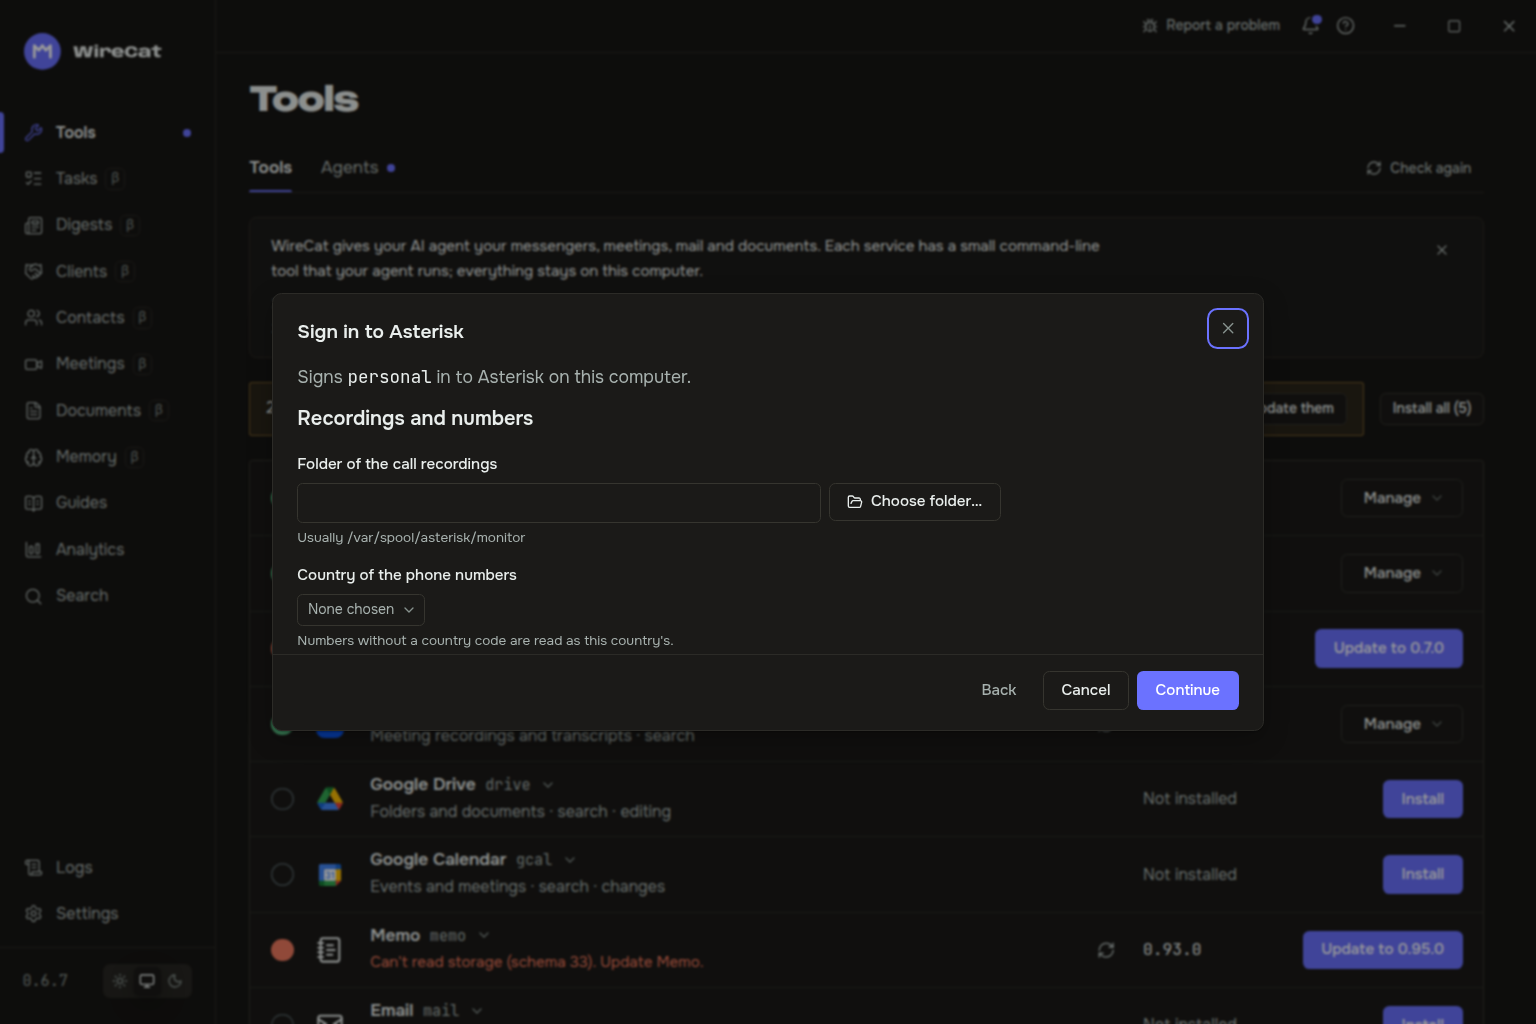 WireCat
Report a problem
Tools
Tasks β
Digests β
Clients β
Contacts β
Meetings β
Documents β
Memory β
Guides
Analytics
Search
Logs
Settings
0.6.7
Tools
Tools
Agents
Check again
WireCat gives your AI agent your messengers, meetings, mail and documents. Each service has a small command-line
tool that your agent runs; everything stays on this computer.
Install all (5)
Manage
Manage
Update to 0.7.0
Sign in to Asterisk
Signs personal in to Asterisk on this computer.
Recordings and numbers
Folder of the call recordings
Choose folder...
Usually /var/spool/asterisk/monitor
Country of the phone numbers
None chosen
Numbers without a country code are read as this country's.
Back
Cancel
Continue
Meeting recordings and transcripts · search
Manage
Google Drive drive
Folders and documents · search · editing
Not installed
Install
Google Calendar gcal
Events and meetings · search · changes
Not installed
Install
Memo memo
Can't read storage (schema 33). Update Memo.
0.93.0
Update to 0.95.0
Email mail
Not installed
Install